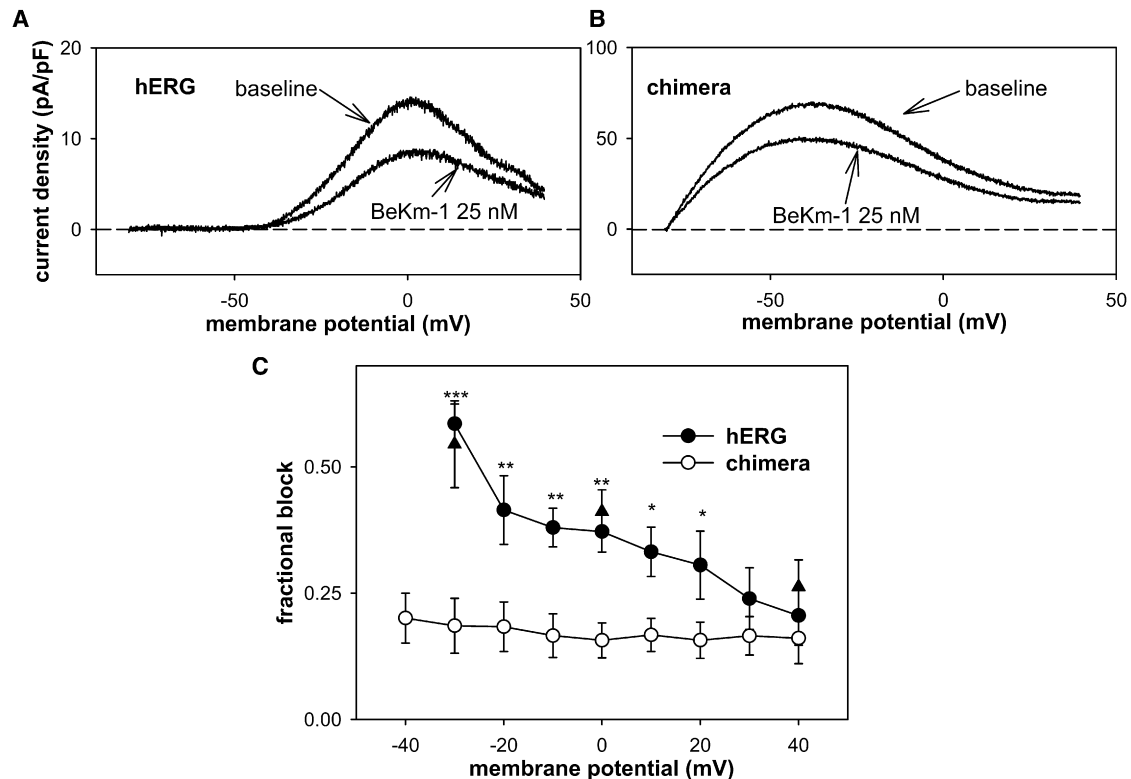 A
B
20
10
0
current density (pA/pF)
hERG
baseline
BeKm-1 25 nM
-50
0
50
membrane potential (mV)
100
50
0
chimera
baseline
BeKm-1 25 nM
-50
0
50
membrane potential (mV)
C
0.50
0.25
0.00
fractional block
***
**
**
**
*
*
hERG
chimera
-40
-20
0
20
40
membrane potential (mV)